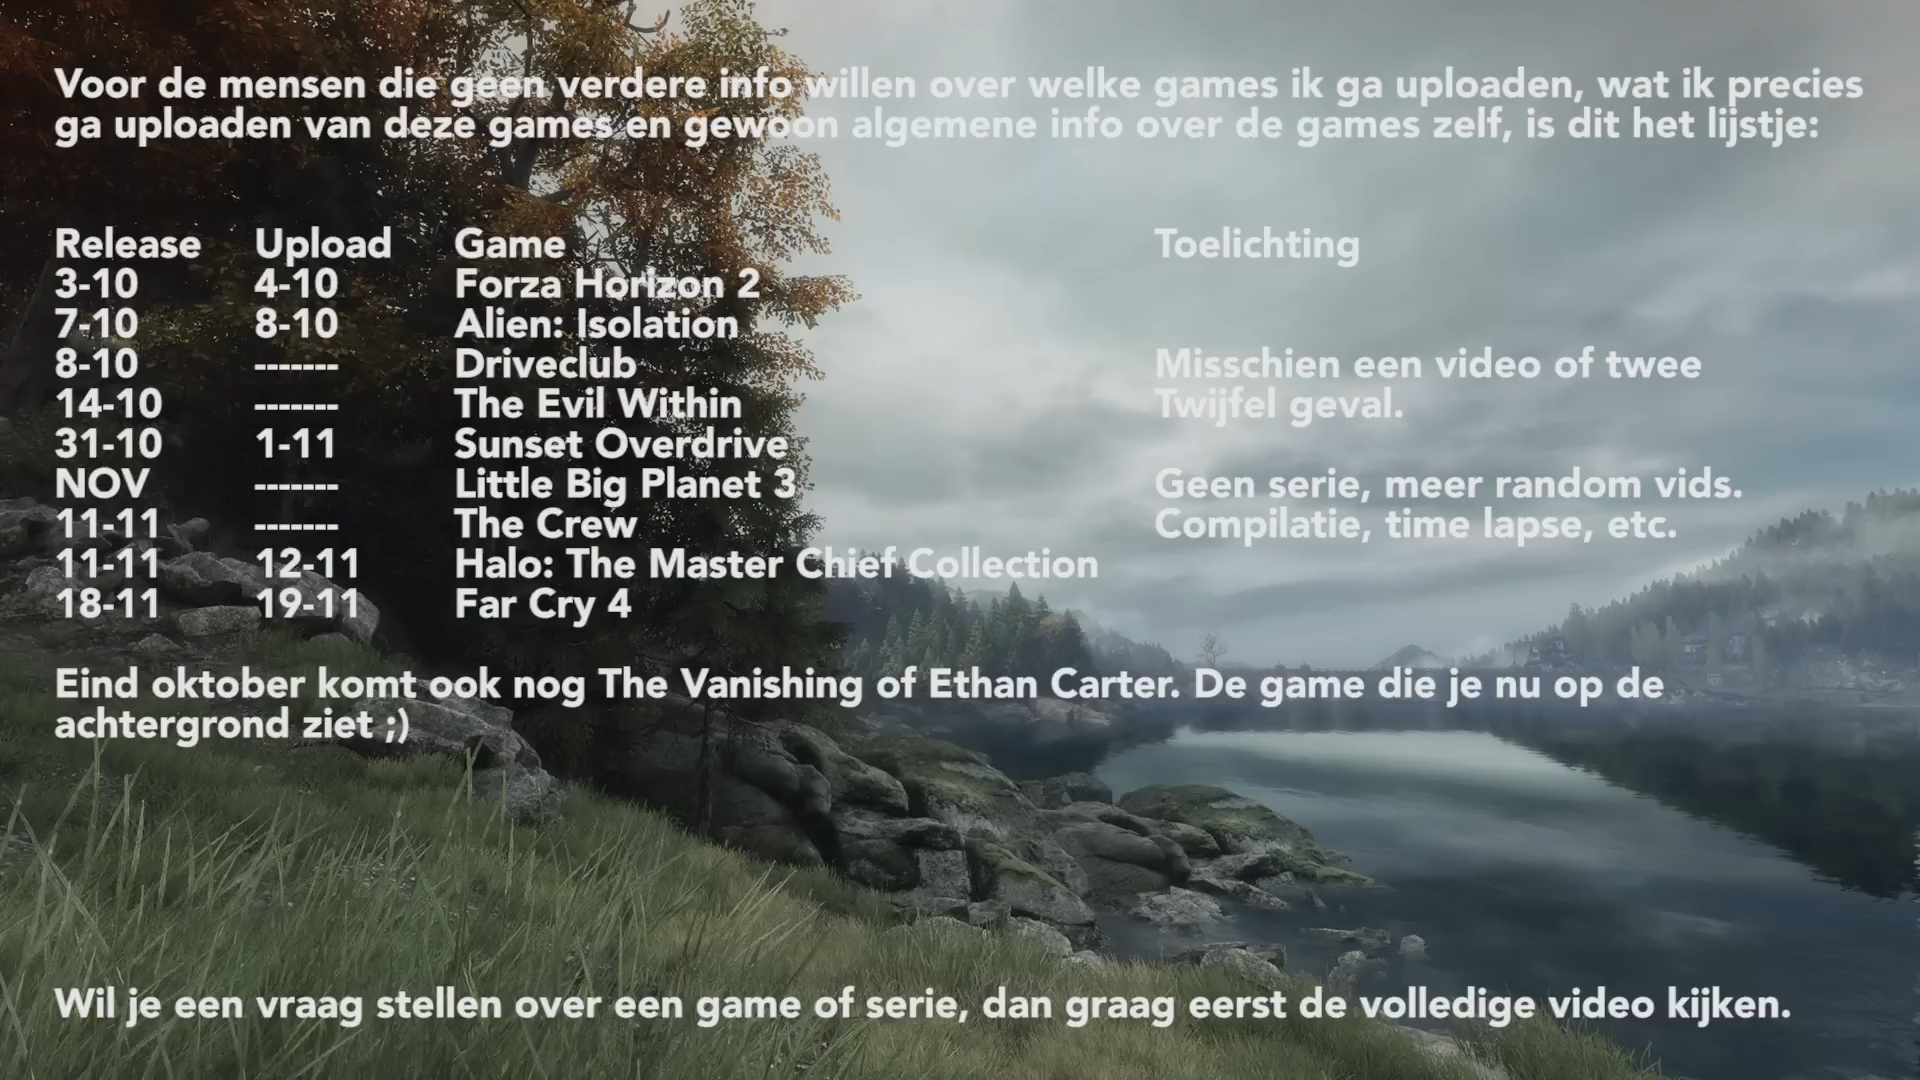 Voor de mensen die geen verdere info willen over welke games ik ga uploaden, wat ik precies
ga uploaden van deze games en gewoon algemene info over de games zelf, is dit het lijstje:
Release Upload Game Toelichting
3-10 4-10 Forza Horizon 2
7-10 8-10 Alien: Isolation
8-10 ------- Driveclub Misschien een video of twee
14-10 ------- The Evil Within Twijfel geval.
31-10 1-11 Sunset Overdrive
NOV ------- Little Big Planet 3 Geen serie, meer random vids.
11-11 ------- The Crew Compilatie, time lapse, etc.
11-11 12-11 Halo: The Master Chief Collection
18-11 19-11 Far Cry 4
Eind oktober komt ook nog The Vanishing of Ethan Carter. De game die je nu op de
achtergrond ziet ;)
Wil je een vraag stellen over een game of serie, dan graag eerst de volledige video kijken.